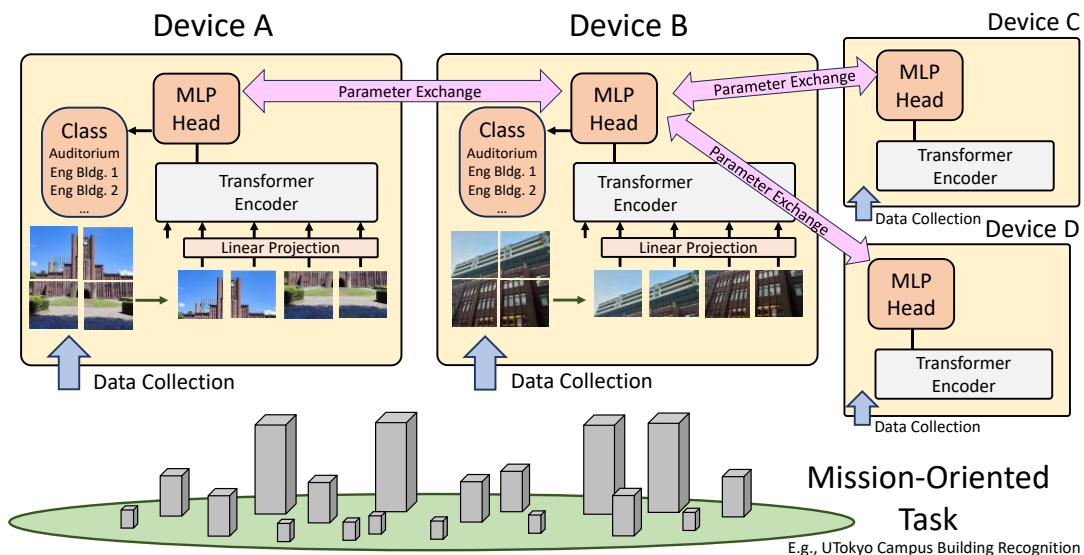 Device A
MLP
Head
Class
Auditorium
Eng Bldg. 1
Eng Bldg. 2
...
Transformer
Encoder
Linear Projection
Data Collection
Parameter Exchange
Device B
MLP
Head
Class
Auditorium
Eng Bldg. 1
Eng Bldg. 2
...
Transformer
Encoder
Linear Projection
Data Collection
Parameter Exchange
Parameter Exchange
Device C
MLP
Head
Transformer
Encoder
Data Collection
Device D
MLP
Head
Transformer
Encoder
Data Collection
Mission-Oriented
Task
E.g., UTokyo Campus Building Recognition